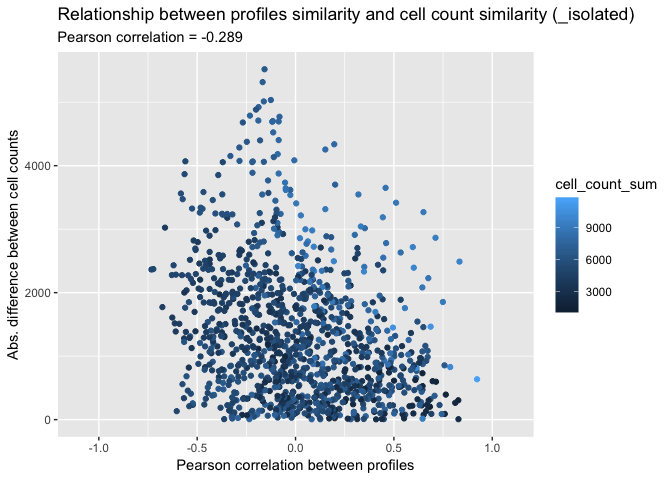 Relationship between profiles similarity and cell count similarity (_isolated)
Pearson correlation = -0.289
Abs. difference between cell counts
4000
2000
0
-1.0 -0.5 0.0 0.5 1.0
Pearson correlation between profiles
cell_count_sum
9000
6000
3000